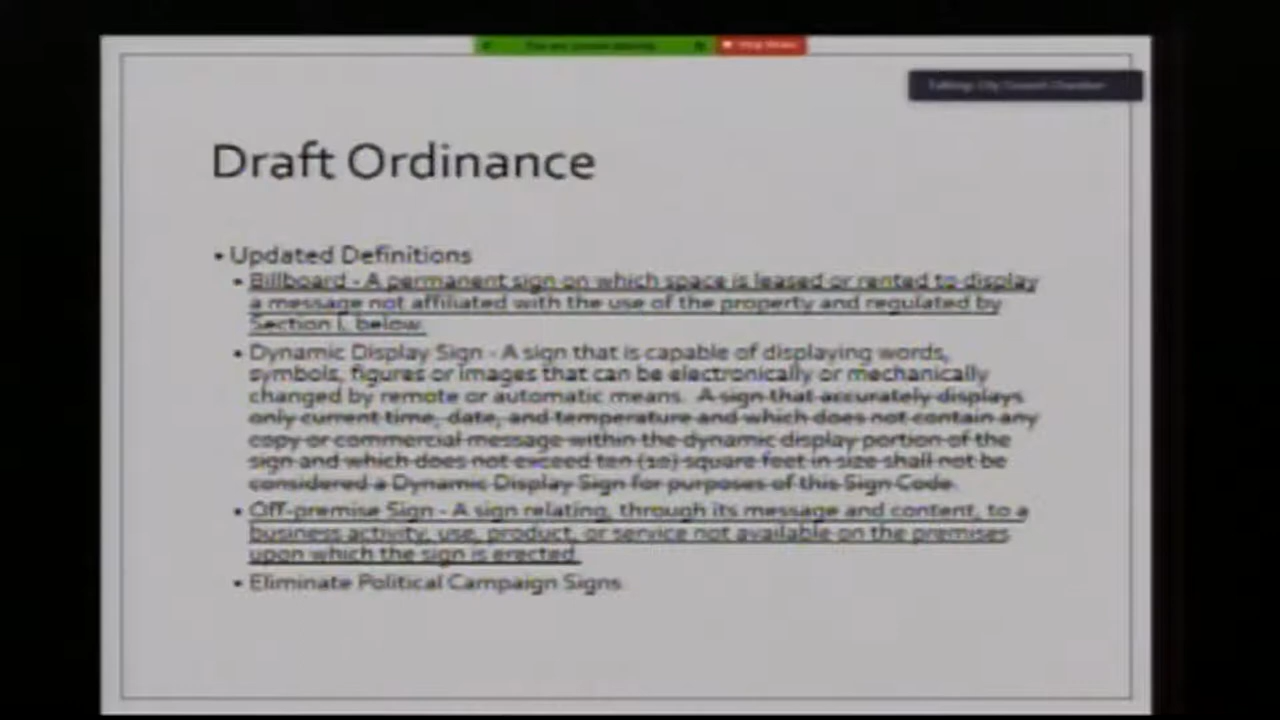 Talking: City Council Chamber
Draft Ordinance
• Updated Definitions
• Billboard - A permanent sign on which space is leased or rented to display
a message not affiliated with the use of the property and regulated by
Section I. below.
• Dynamic Display Sign - A sign that is capable of displaying words,
symbols, figures or images that can be electronically or mechanically
changed by remote or automatic means. A sign that accurately displays
only current time, date, and temperature and which does not contain any
copy or commercial message within the dynamic display portion of the
sign and which does not exceed ten (10) square feet in size shall not be
considered a Dynamic Display Sign for purposes of this Sign Code.
• Off-premise Sign - A sign relating, through its message and content, to a
business activity, use, product, or service not available on the premises
upon which the sign is erected.
• Eliminate Political Campaign Signs